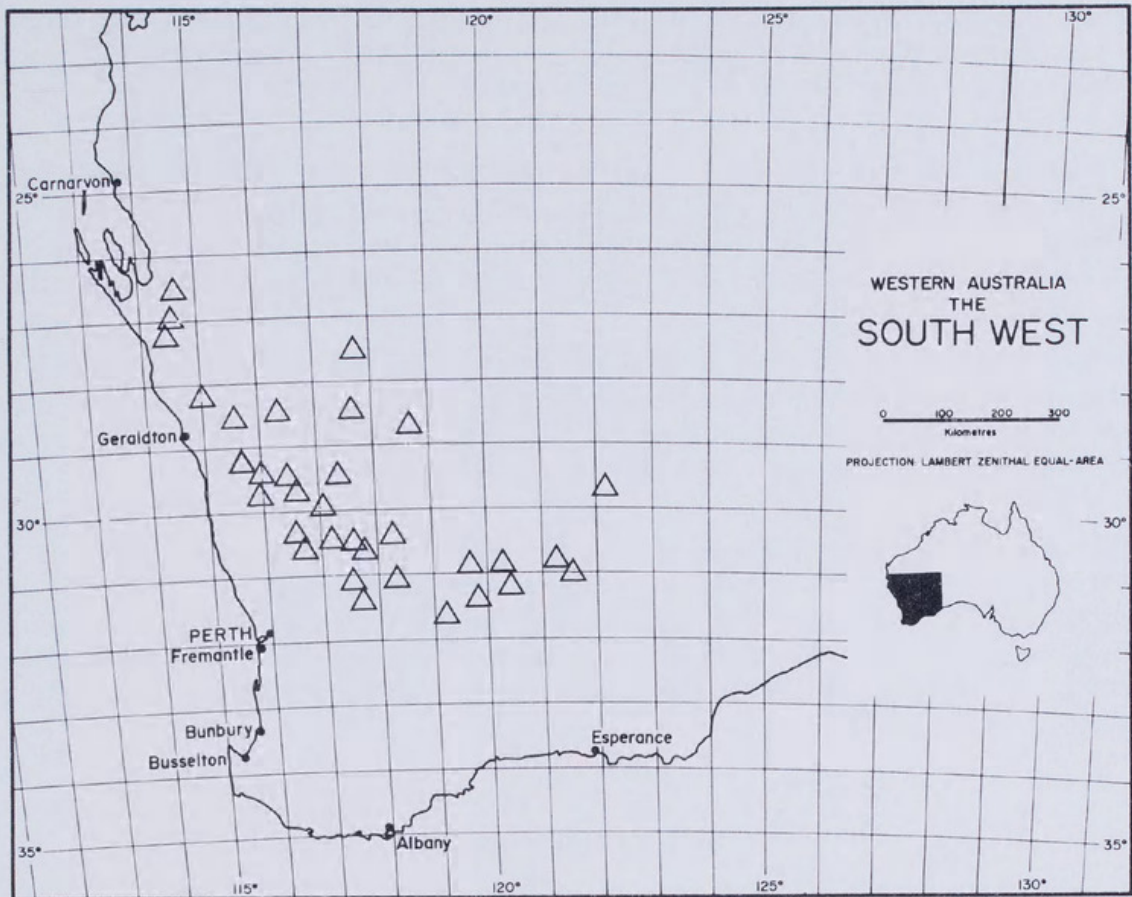 115° 120° 125° 130°
Carnarvon
25° 25°
WESTERN AUSTRALIA
THE
SOUTH WEST
0 100 200 300
Kilometres
Geraldton
PROJECTION LAMBERT ZENITHAL EQUAL-AREA
30° 30°
PERTH
Fremantle
Bunbury
Esperance
Busselton
Albany
35° 35°
115° 120° 125° 130°